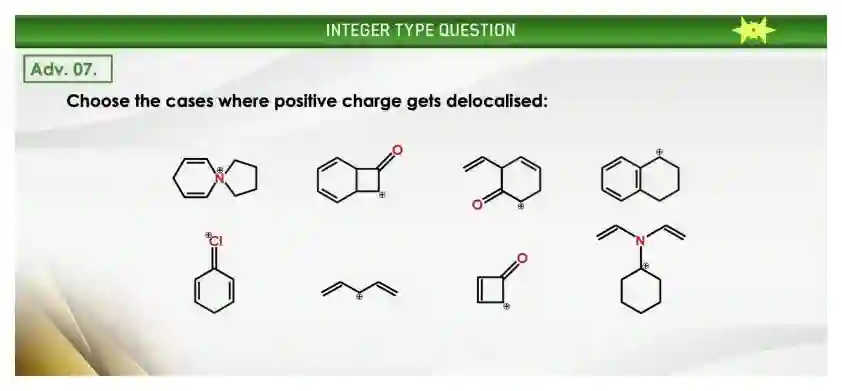 INTEGER TYPE QUESTION
Adv. 07.
Choose the cases where positive charge gets delocalised:
O
⊕
⊕
N
⊕
O
⊕
⊕
Cl
N
O
⊕
⊕
⊕